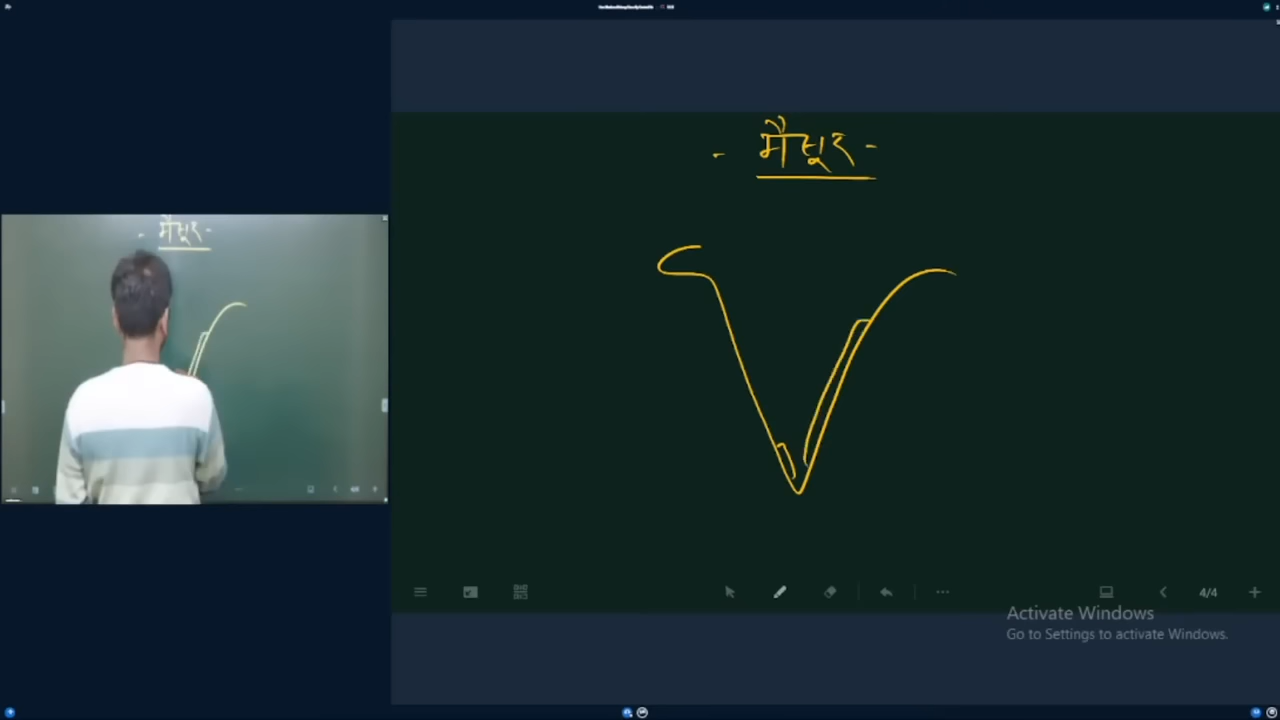 - मैसूर -
- मैसूर -
4/4
Activate Windows
Go to Settings to activate Windows.